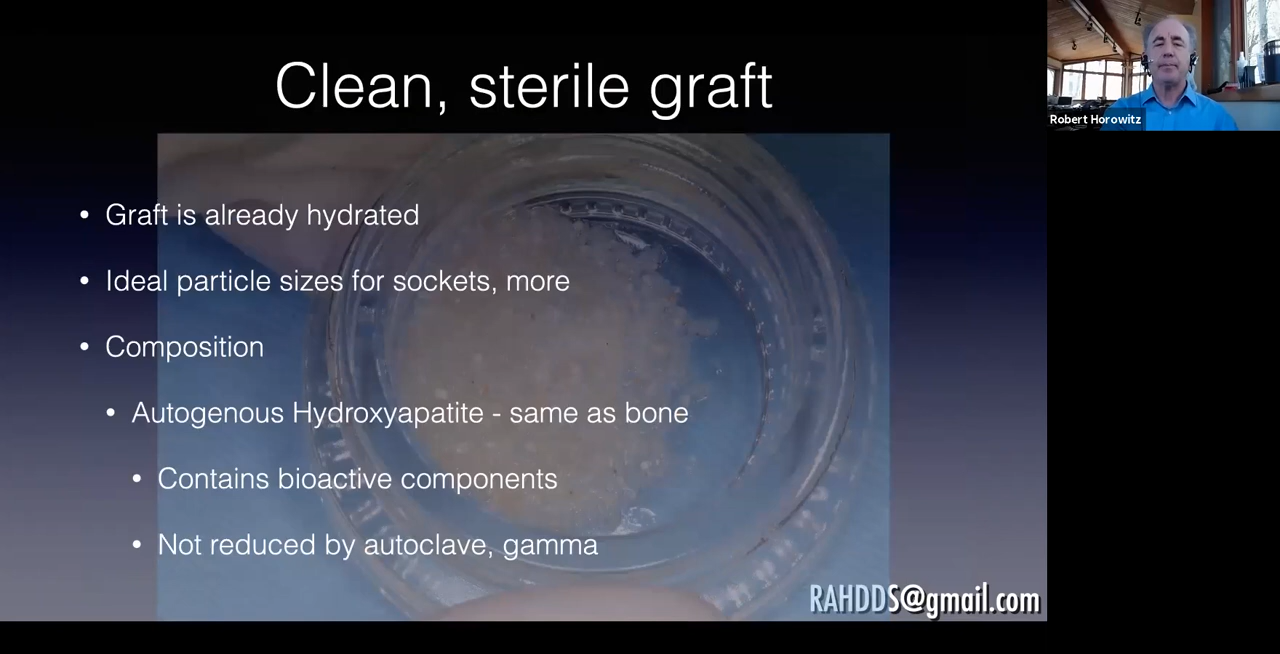 Clean, sterile graft
Robert Horowitz
• Graft is already hydrated
• Ideal particle sizes for sockets, more
• Composition
• Autogenous Hydroxyapatite - same as bone
• Contains bioactive components
• Not reduced by autoclave, gamma
RAHDDS@gmail.com